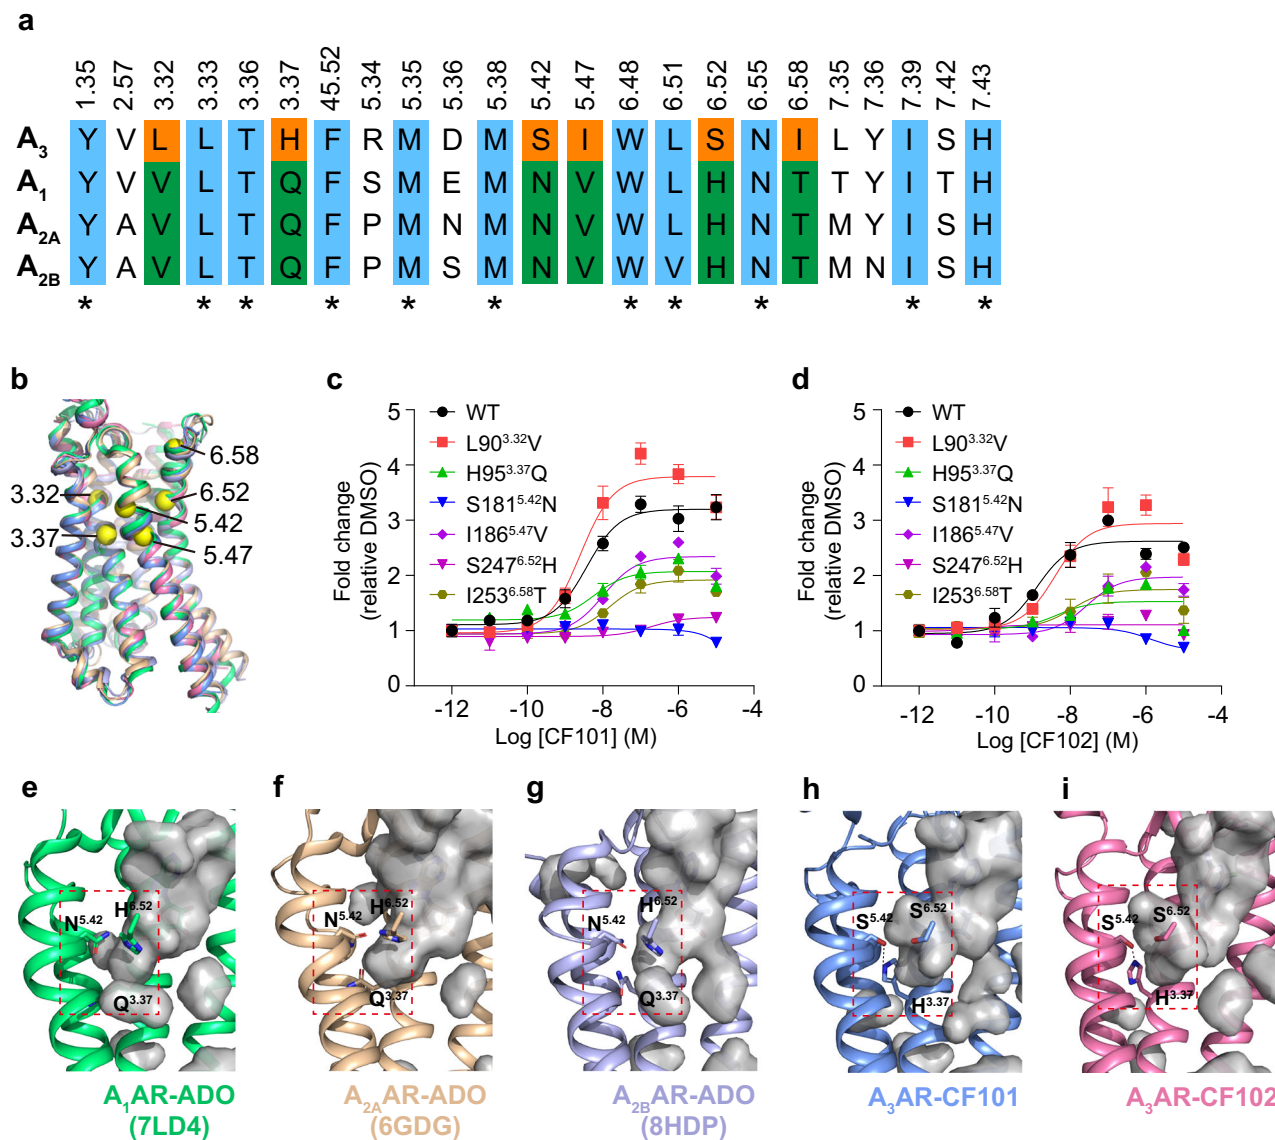 a
1.35 2.57 3.32 3.33 3.36 3.37 45.52 5.34 5.35 5.36 5.38 5.42 5.47 6.48 6.51 6.52 6.55 6.58 7.35 7.36 7.39 7.42 7.43
A3 Y V L L T H F R M D M S I W L S N I L Y I S H
A1 Y V V L T Q F S M E M N V W L H N T T Y I T H
A2A Y A V L T Q F P M N M N V W L H N T M Y I S H
A2B Y A V L T Q F P M S M N V W V H N T M N I S H
* * * * * * * * * * *
b
6.58
3.32
6.52
5.42
3.37
5.47
c
5
4
3
2
1
0
Fold change
(relative DMSO)
WT
L90^3.32V
H95^3.37Q
S181^5.42N
I186^5.47V
S247^6.52H
I253^6.58T
-12 -10 -8 -6 -4
Log [CF101] (M)
d
5
4
3
2
1
0
Fold change
(relative DMSO)
WT
L90^3.32V
H95^3.37Q
S181^5.42N
I186^5.47V
S247^6.52H
I253^6.58T
-12 -10 -8 -6 -4
Log [CF102] (M)
e
H^6.52
N^5.42
Q^3.37
A1AR-ADO
(7LD4)
f
H^6.52
N^5.42
Q^3.37
A2AAR-ADO
(6GDG)
g
H^6.52
N^5.42
Q^3.37
A2BAR-ADO
(8HDP)
h
S^6.52
S^5.42
H^3.37
A3AR-CF101
i
S^6.52
S^5.42
H^3.37
A3AR-CF102